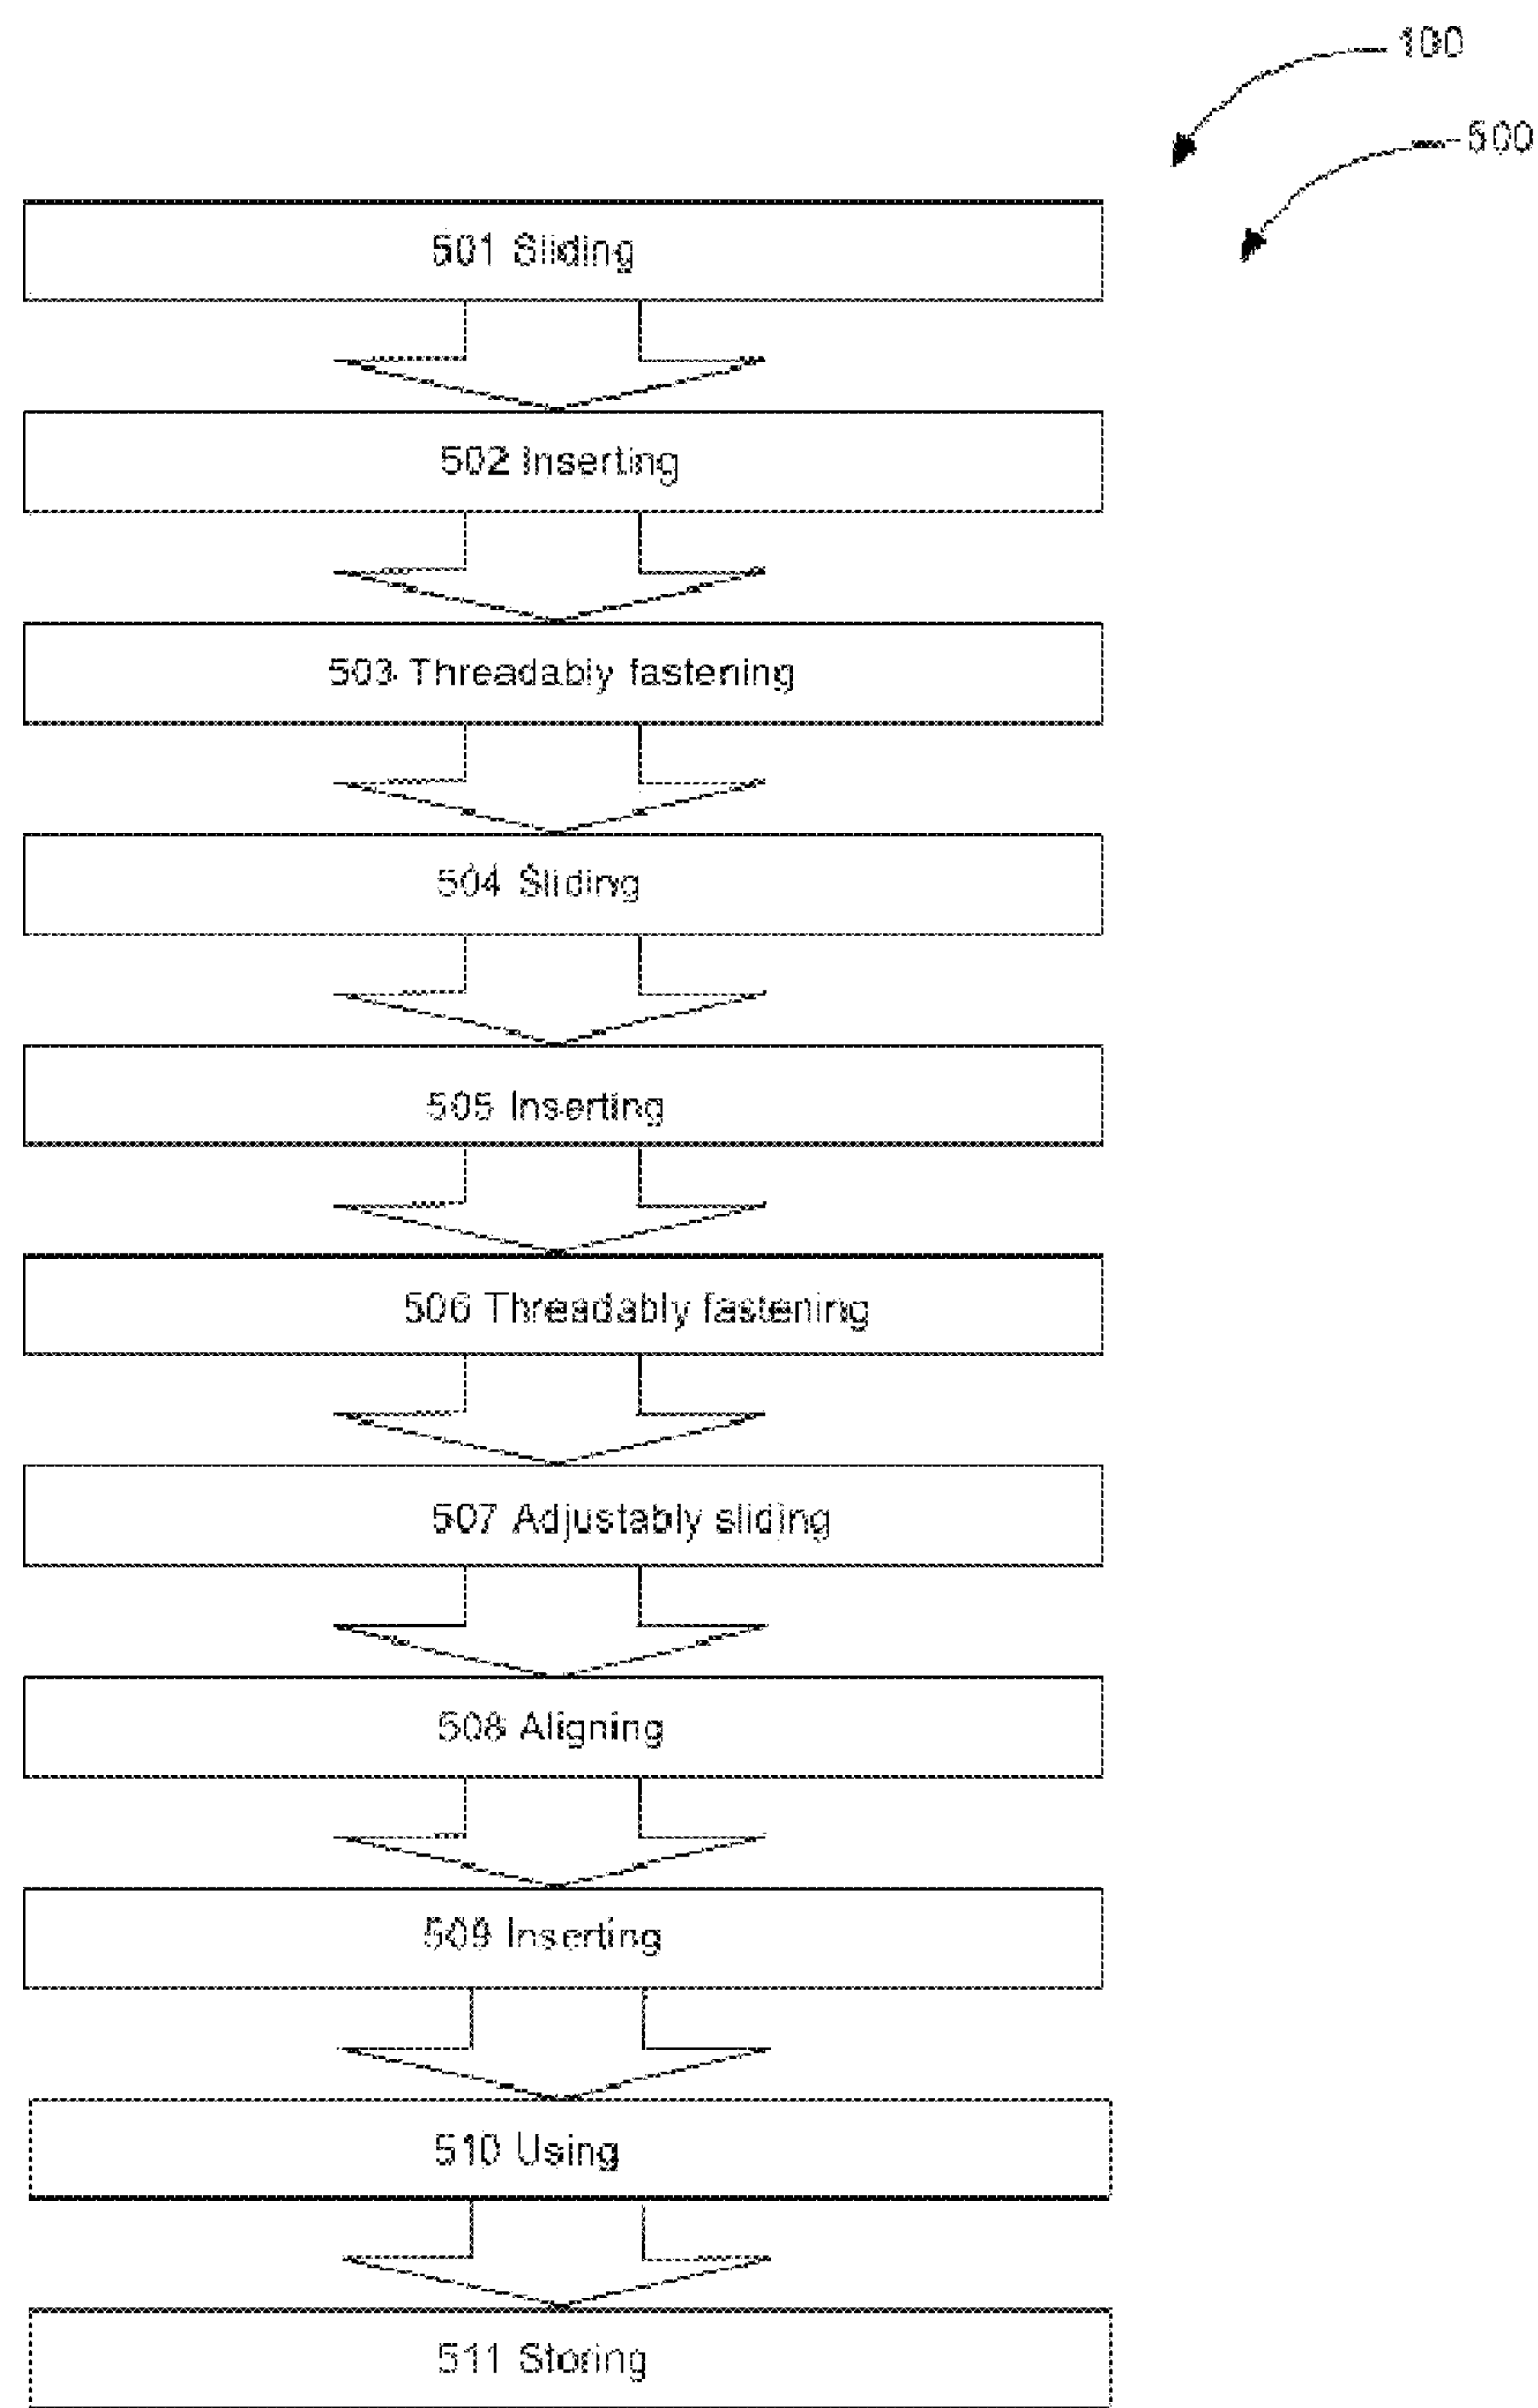 100
500
501 Sliding
502 Inserting
503 Threadably fastening
504 Sliding
505 Inserting
506 Threadably fastening
507 Adjustably sliding
508 Aligning
509 Inserting
510 Using
511 Storing